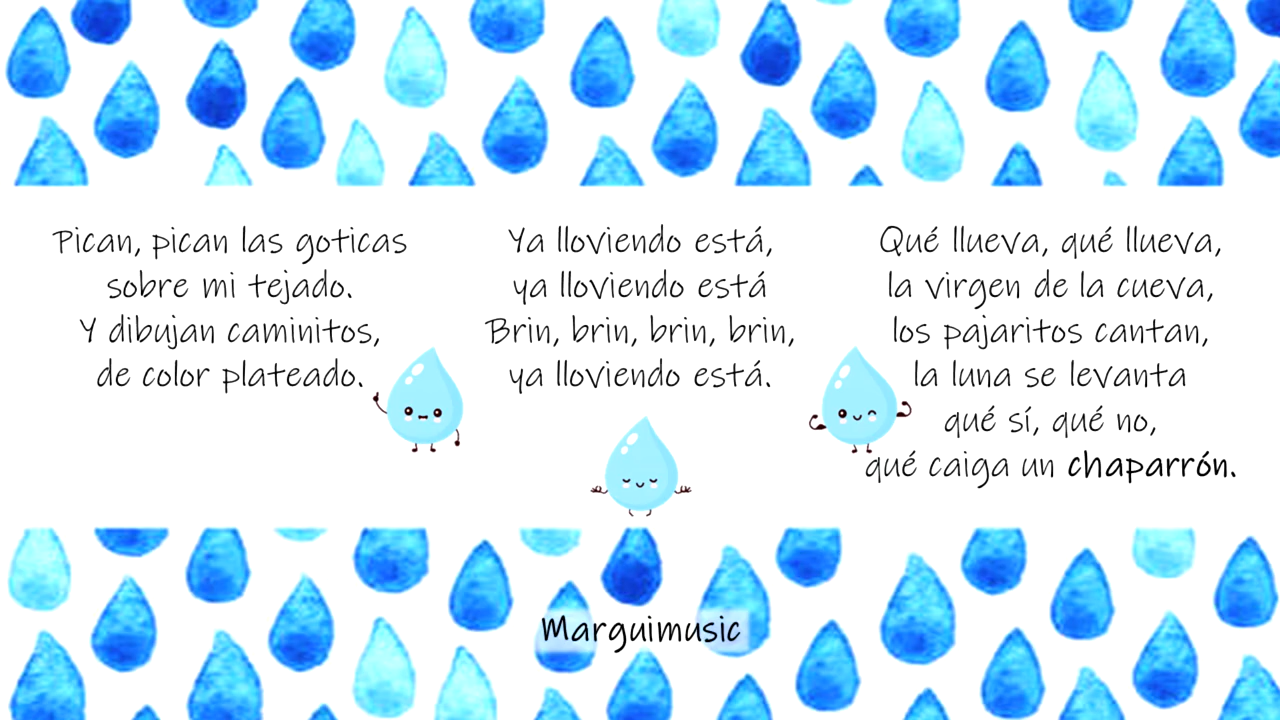 Pican, pican las goticas
sobre mi tejado.
Y dibujan caminitos,
de color plateado.
Ya lloviendo está,
ya lloviendo está
Brin, brin, brin, brin,
ya lloviendo está.
Qué llueva, qué llueva,
la virgen de la cueva,
los pajaritos cantan,
la luna se levanta
qué sí, qué no,
qué caiga un chaparrón.
Marguimusic